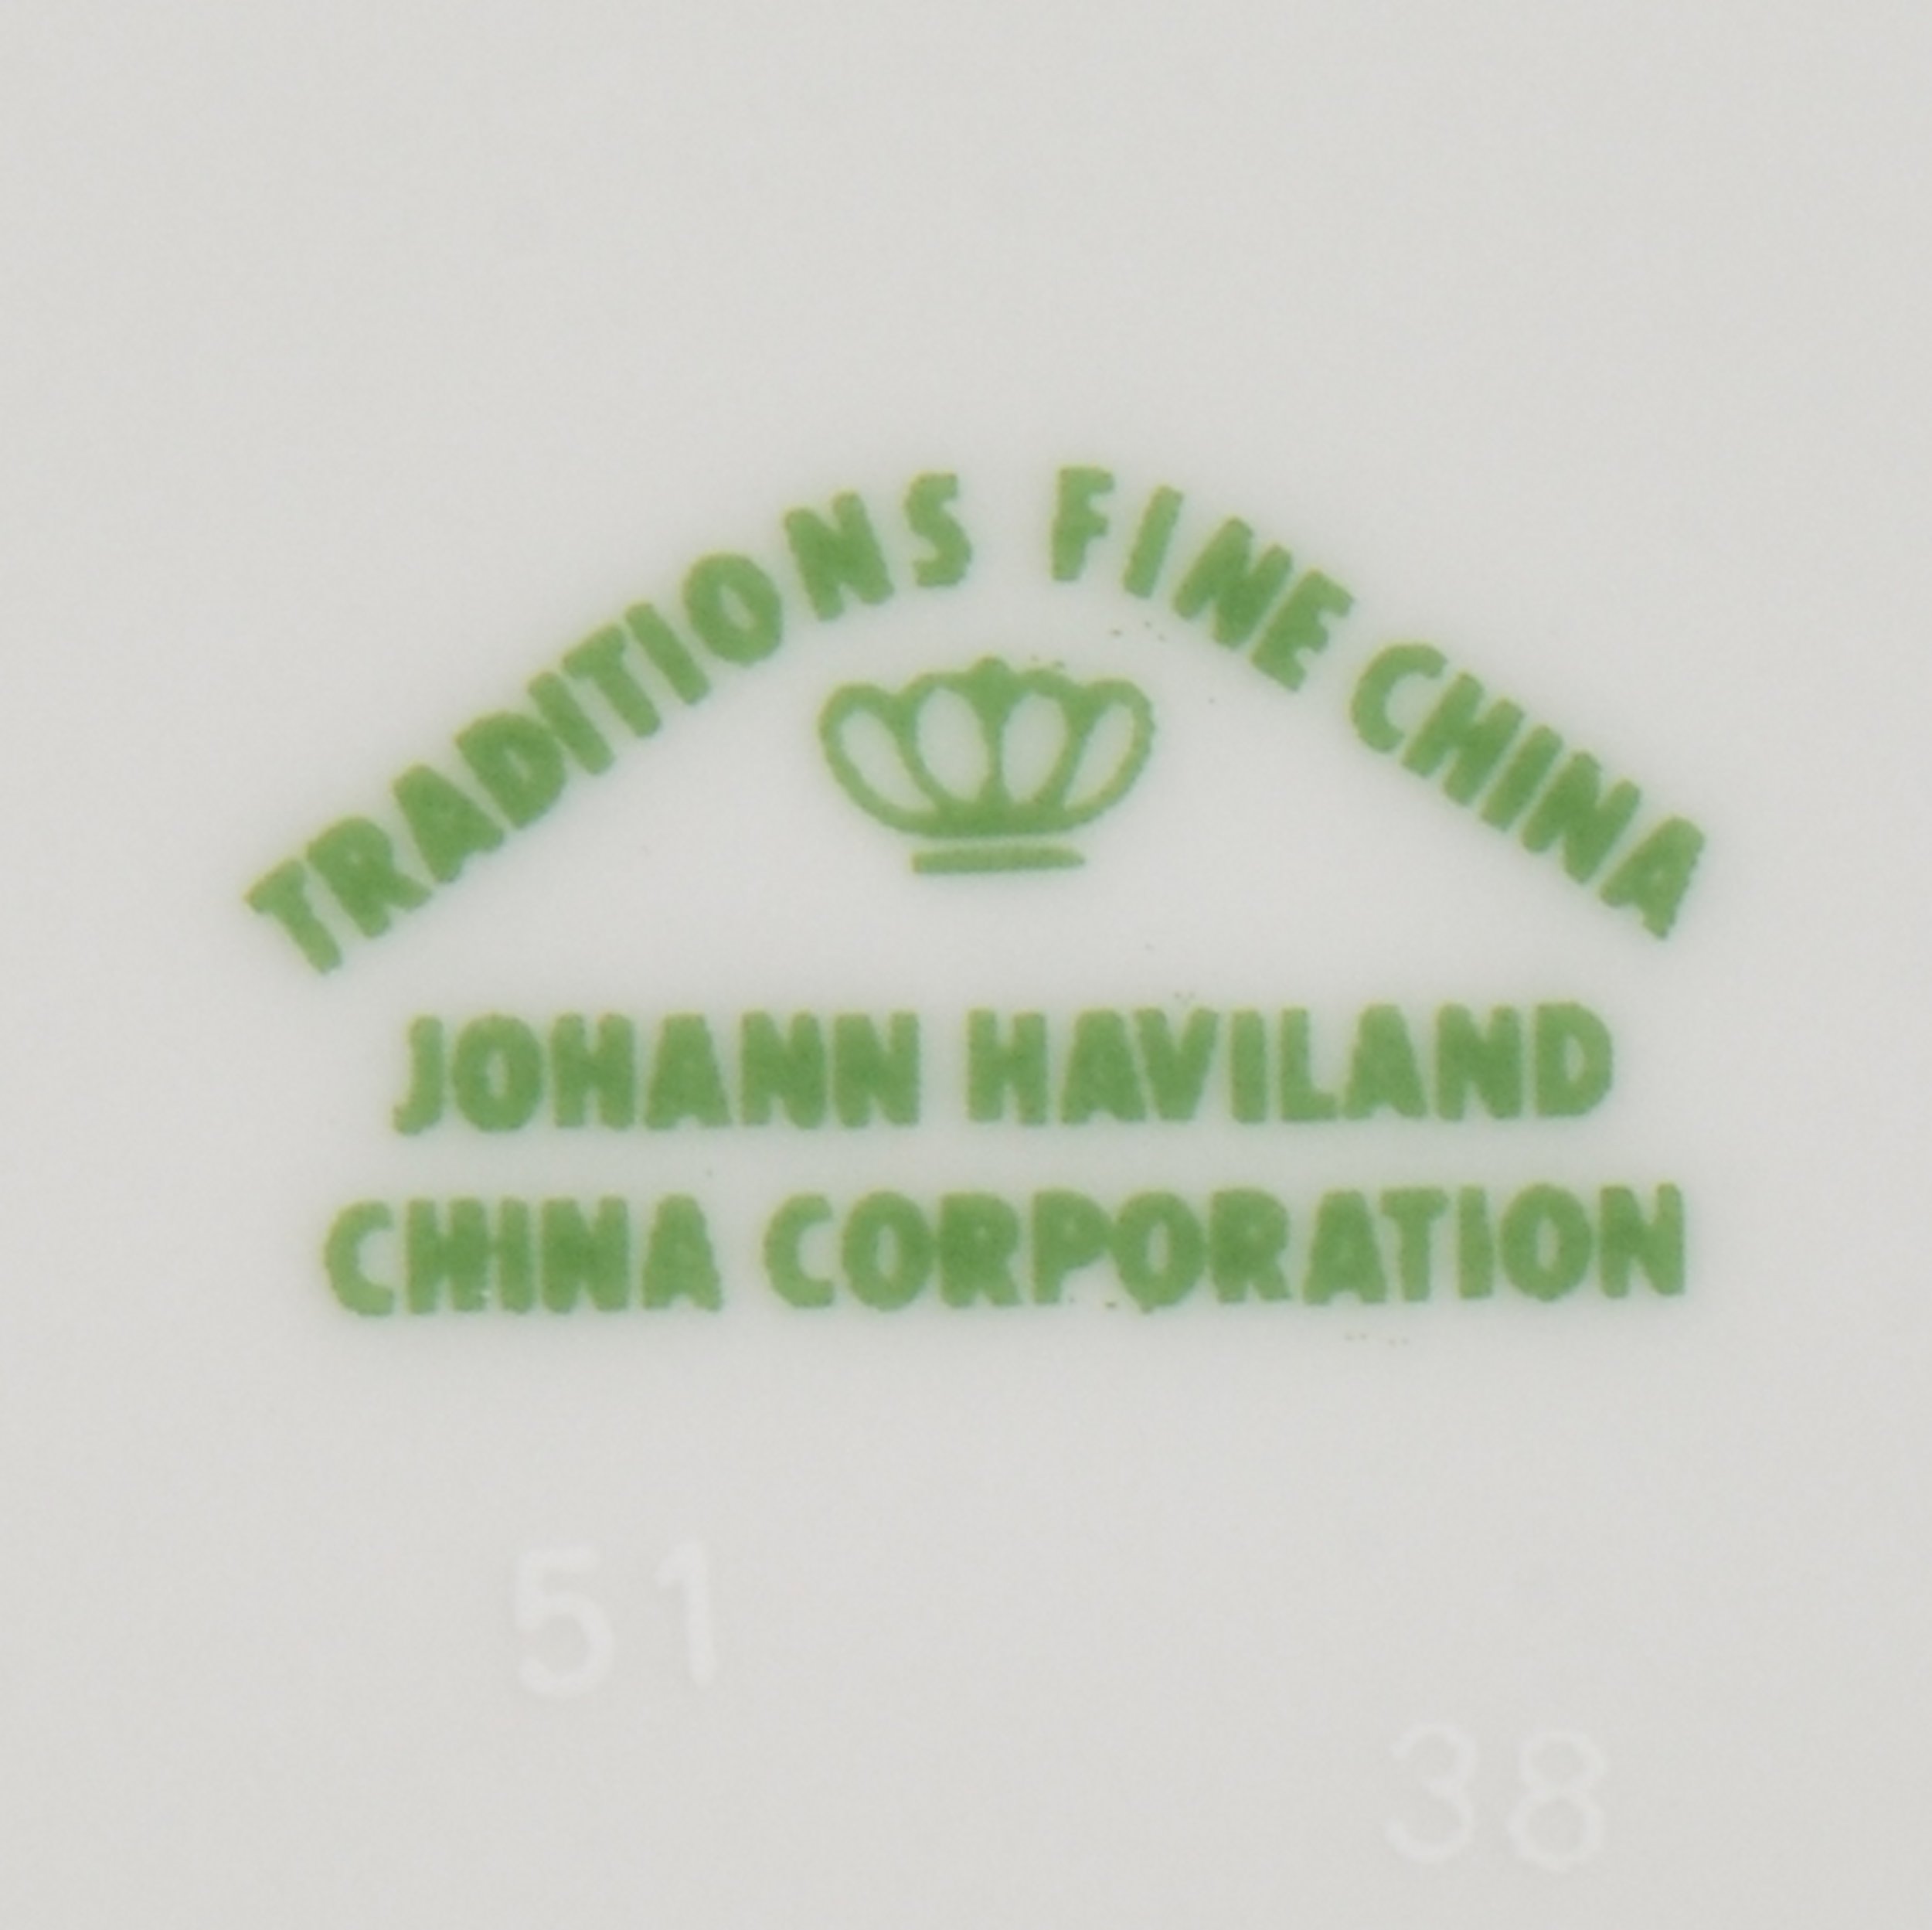 TRADITIONS FINE CHINA
JOHANN HAVILAND
CHINA CORPORATION
51
38